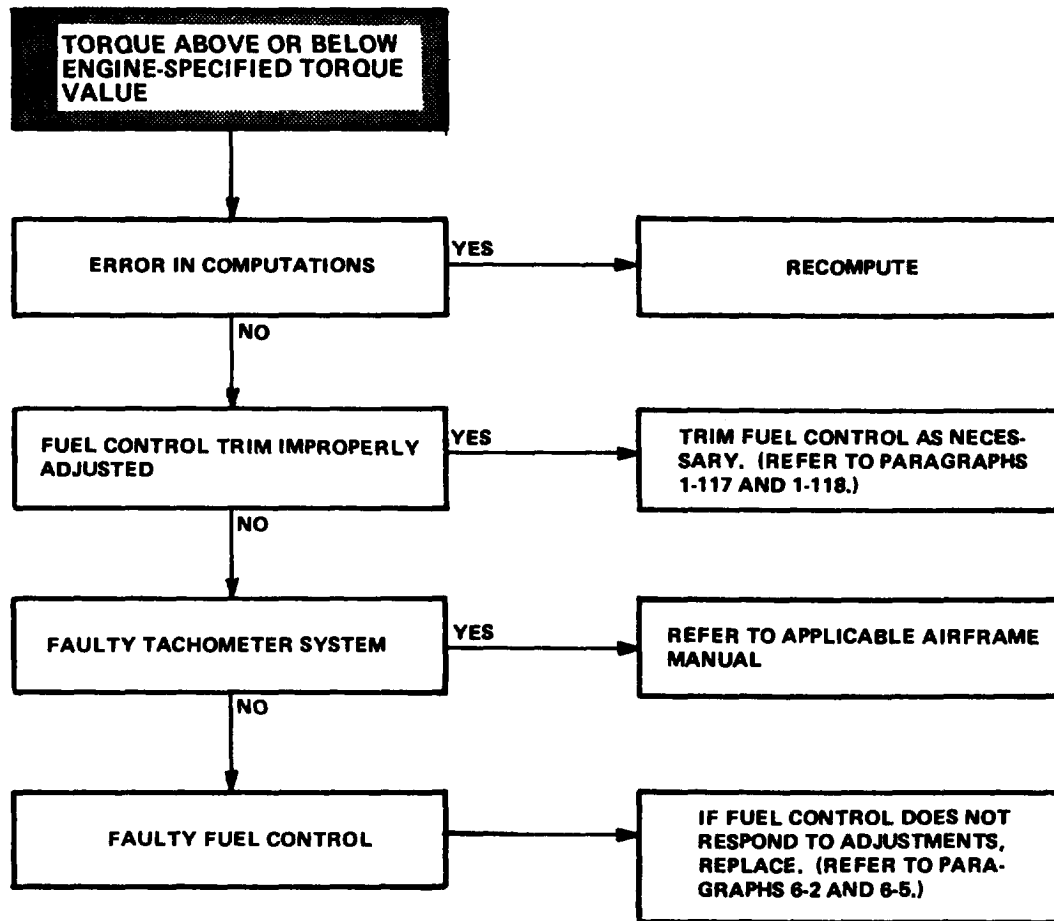 TORQUE ABOVE OR BELOW
ENGINE-SPECIFIED TORQUE
VALUE
ERROR IN COMPUTATIONS
YES
RECOMPUTE
NO
FUEL CONTROL TRIM IMPROPERLY
ADJUSTED
YES
TRIM FUEL CONTROL AS NECES-
SARY. (REFER TO PARAGRAPHS
1-117 AND 1-118.)
NO
FAULTY TACHOMETER SYSTEM
YES
REFER TO APPLICABLE AIRFRAME
MANUAL
NO
FAULTY FUEL CONTROL
IF FUEL CONTROL DOES NOT
RESPOND TO ADJUSTMENTS,
REPLACE. (REFER TO PARA-
GRAPHS 6-2 AND 6-5.)